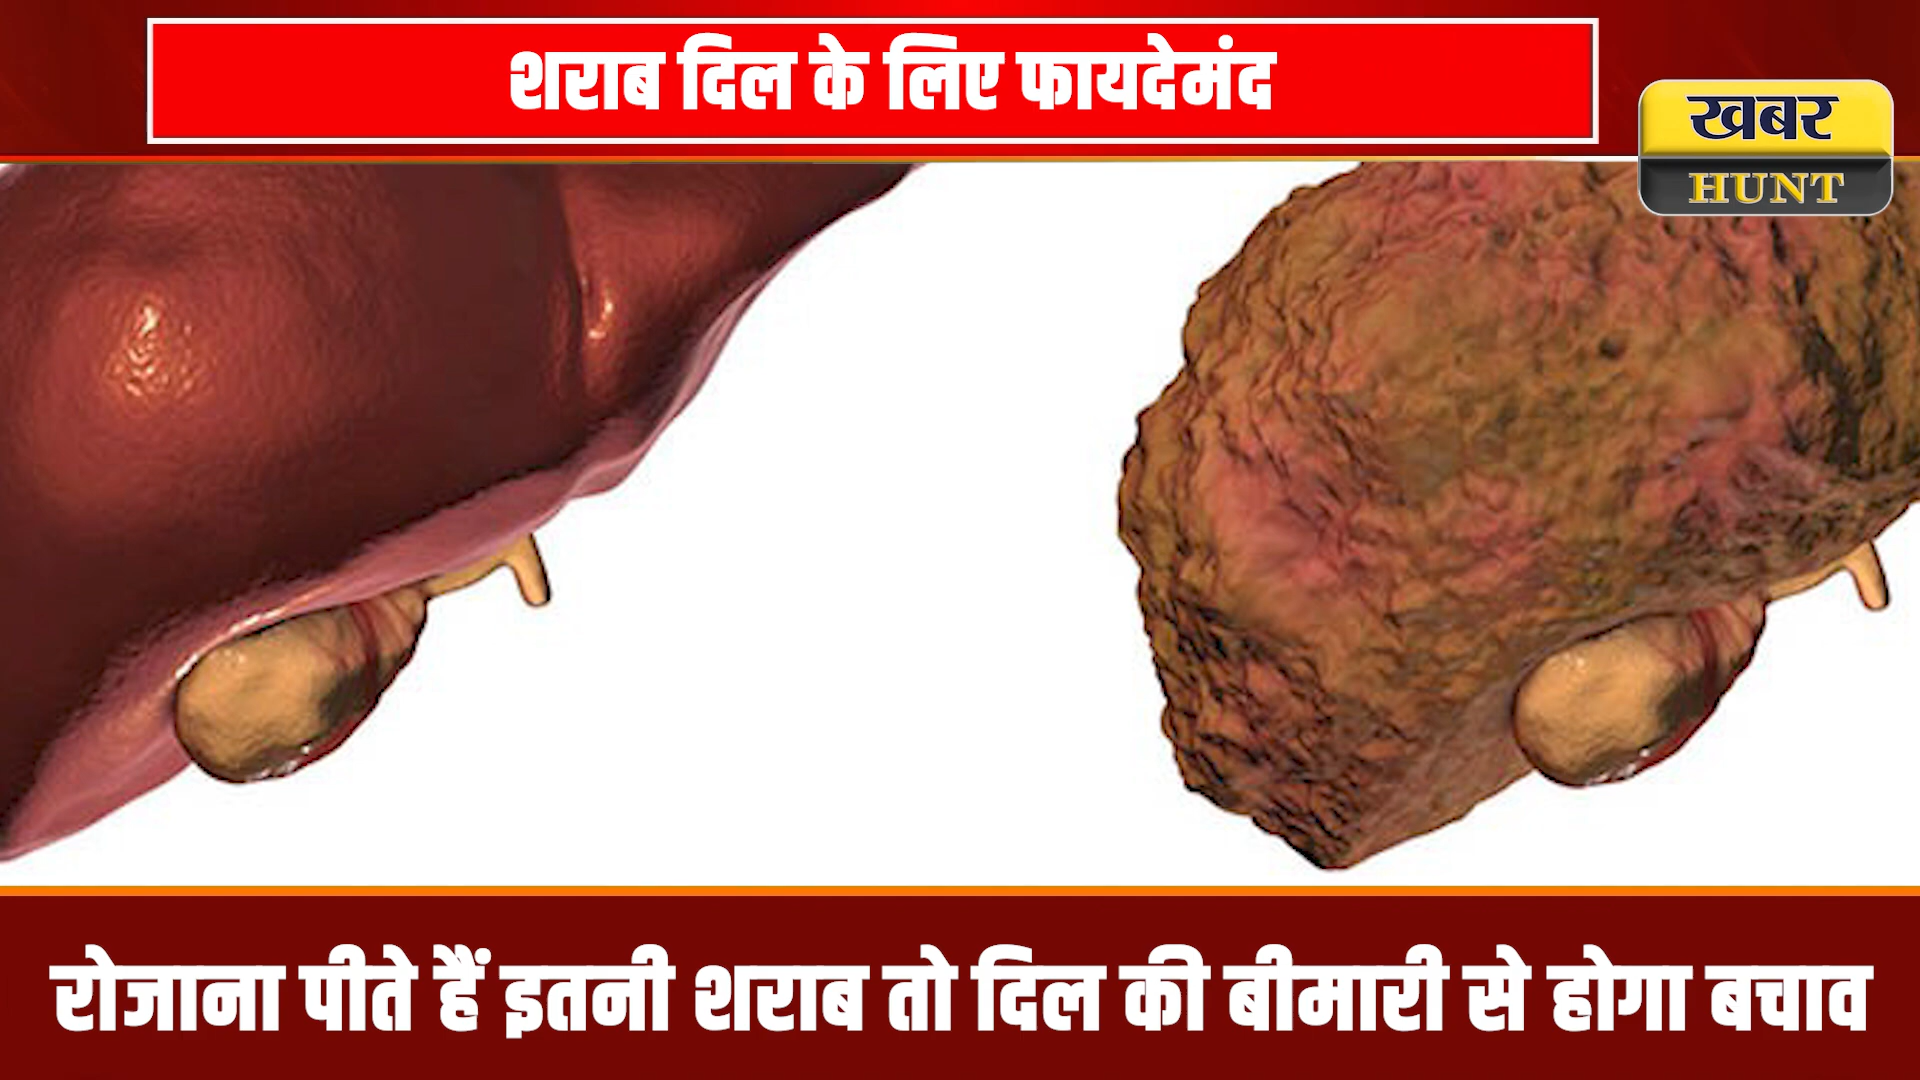 शराब दिल के लिए फायदेमंद
खबर
HUNT
रोजाना पीते हैं इतनी शराब तो दिल की बीमारी से होगा बचाव